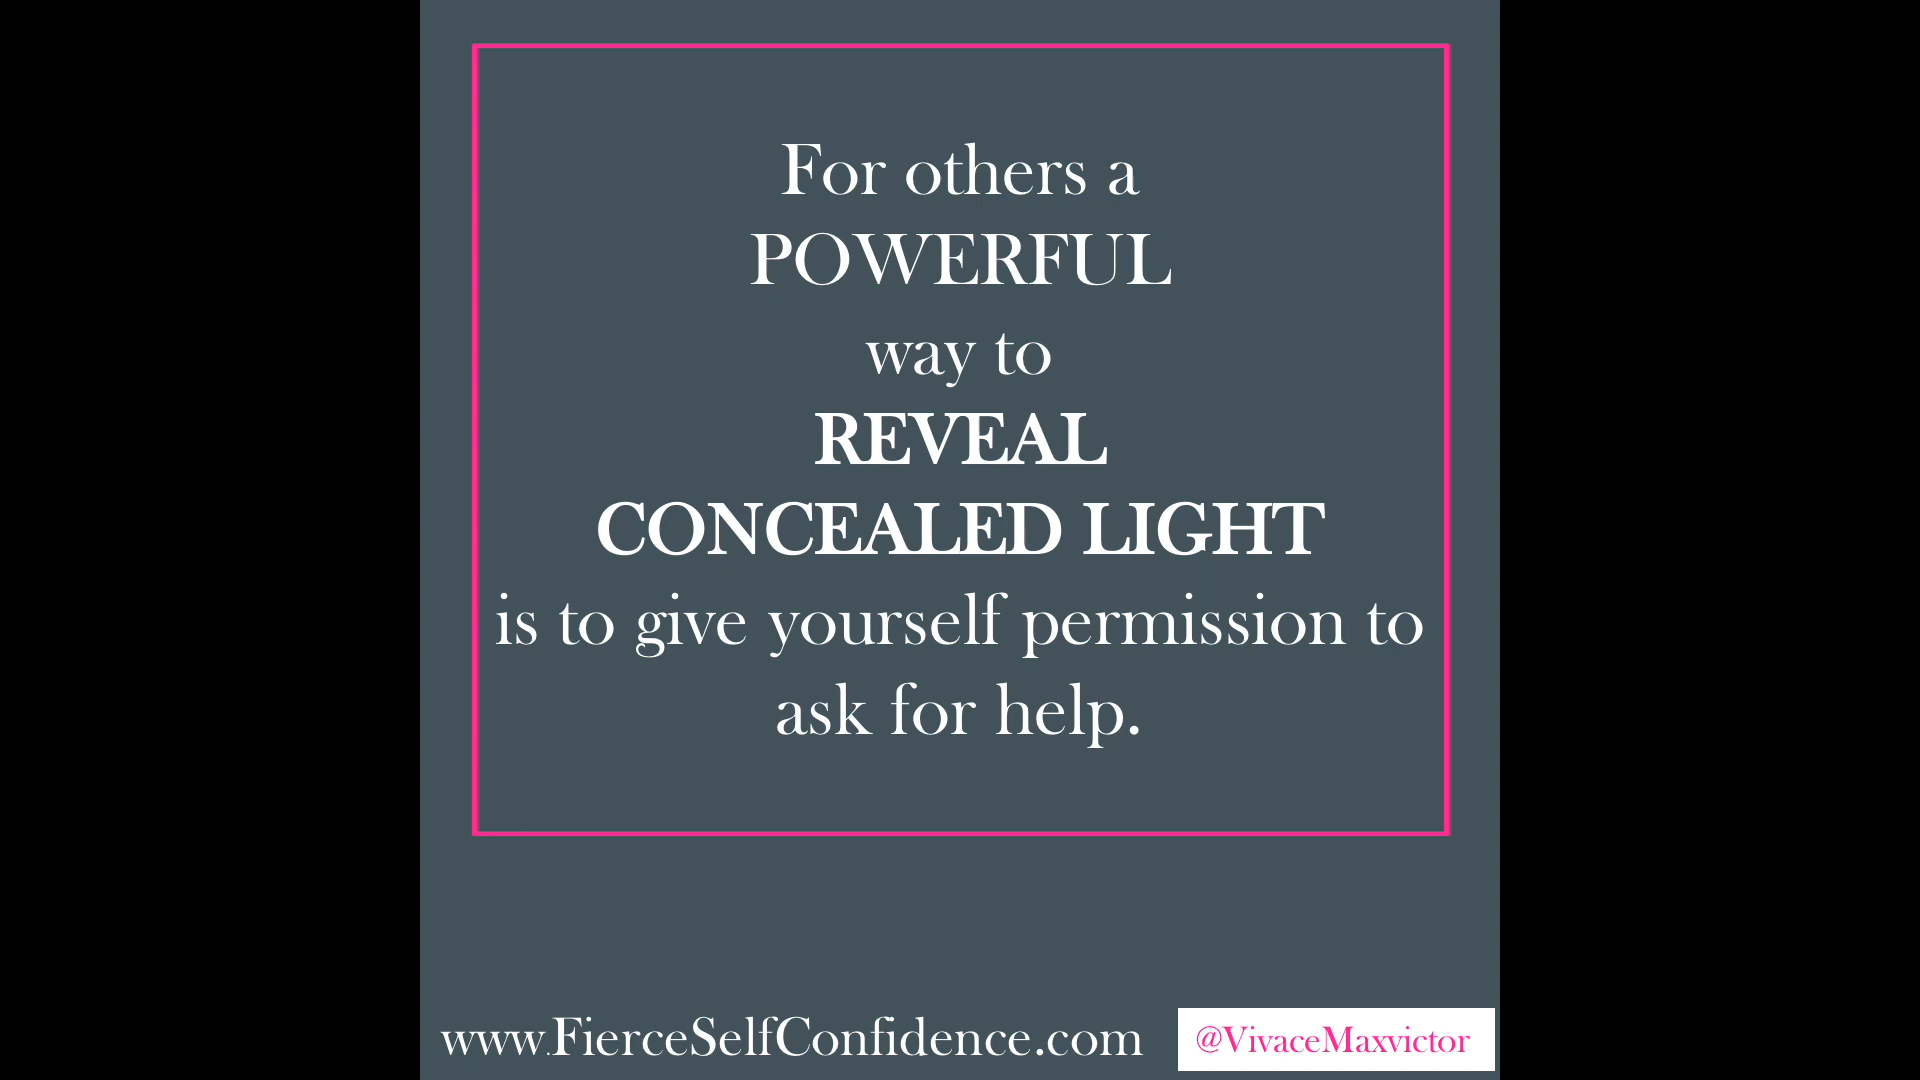 For others a
POWERFUL
way to
REVEAL
CONCEALED LIGHT
is to give yourself permission to
ask for help.
www.FierceSelfConfidence.com
@VivaceMaxvictor